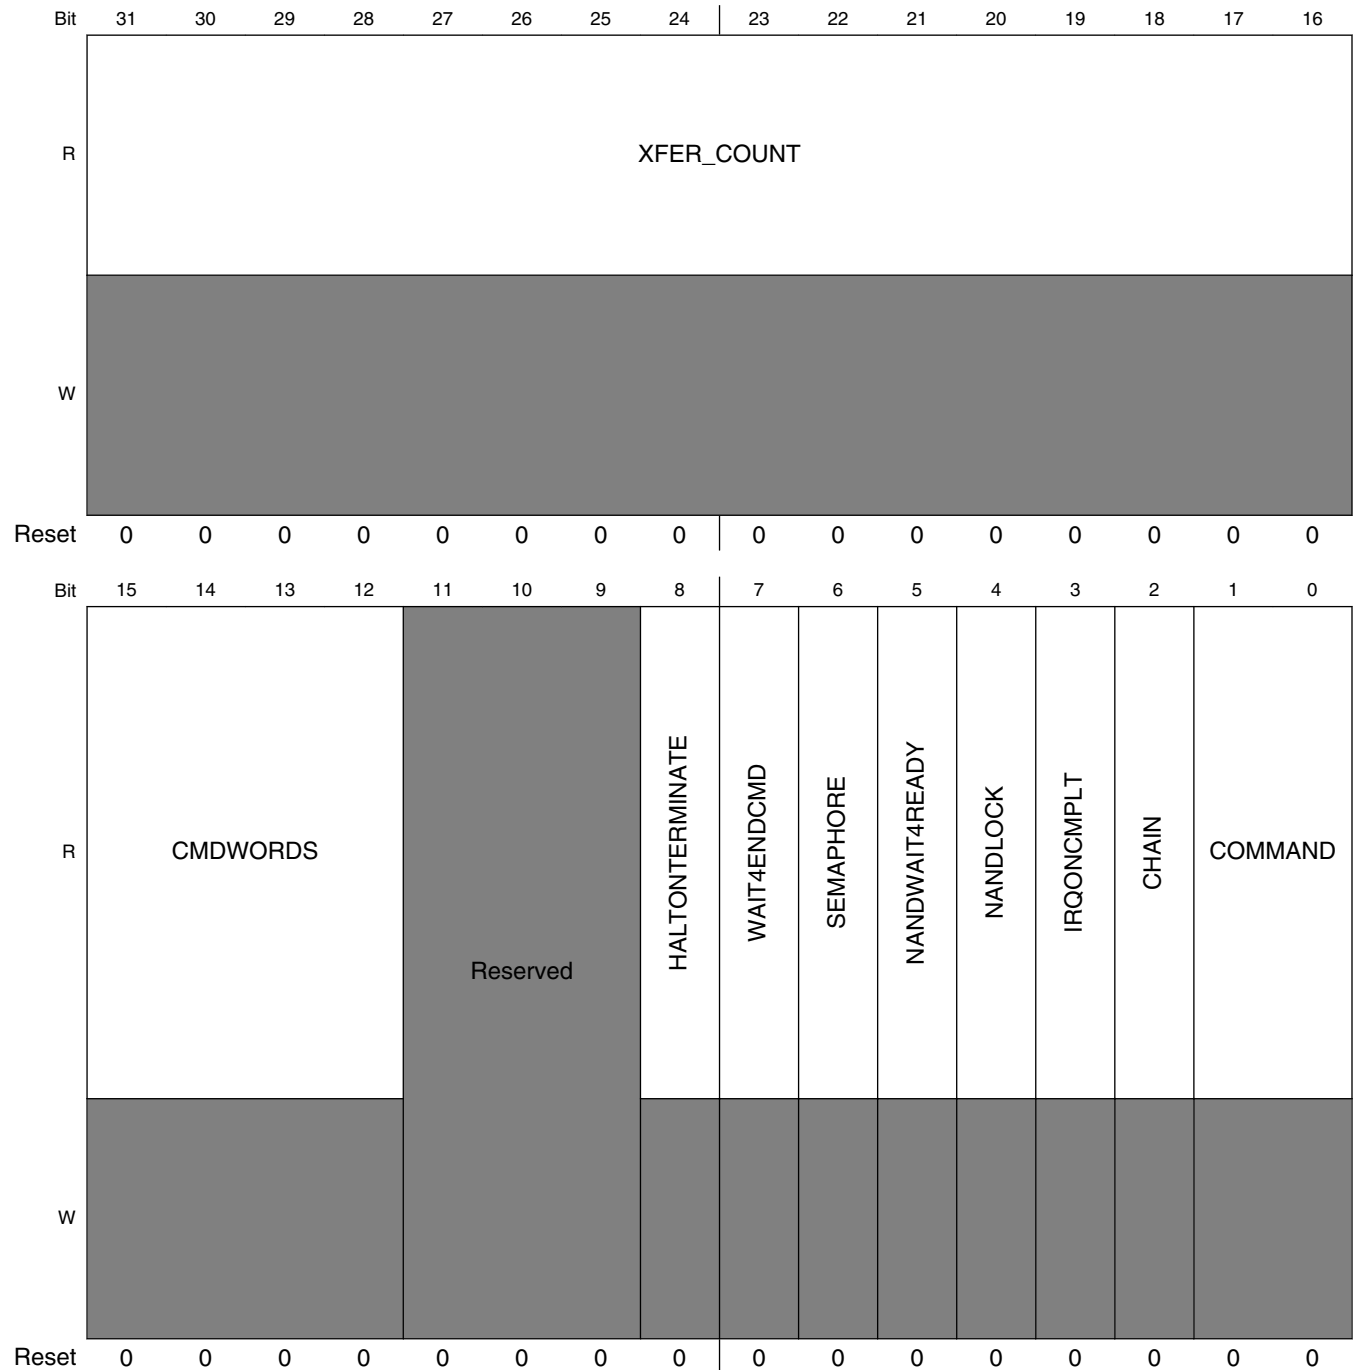 Bit 31 30 29 28 27 26 25 24 23 22 21 20 19 18 17 16
R XFER_COUNT
W
Reset 0 0 0 0 0 0 0 0 0 0 0 0 0 0 0 0
Bit 15 14 13 12 11 10 9 8 7 6 5 4 3 2 1 0
R CMDWORDS Reserved HALTONTERMINATE WAIT4ENDCMD SEMAPHORE NANDWAIT4READY NANDLOCK IRQONCMPLT CHAIN COMMAND
W
Reset 0 0 0 0 0 0 0 0 0 0 0 0 0 0 0 0